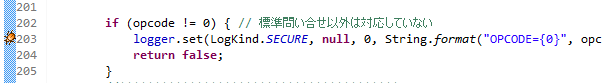 201
202 if (opcode != 0) { // 標準問い合せ以外は対応していない
203 logger.set(LogKind.SECURE, null, 0, String.format("OPCODE={0}", opc
204 return false;
205 }